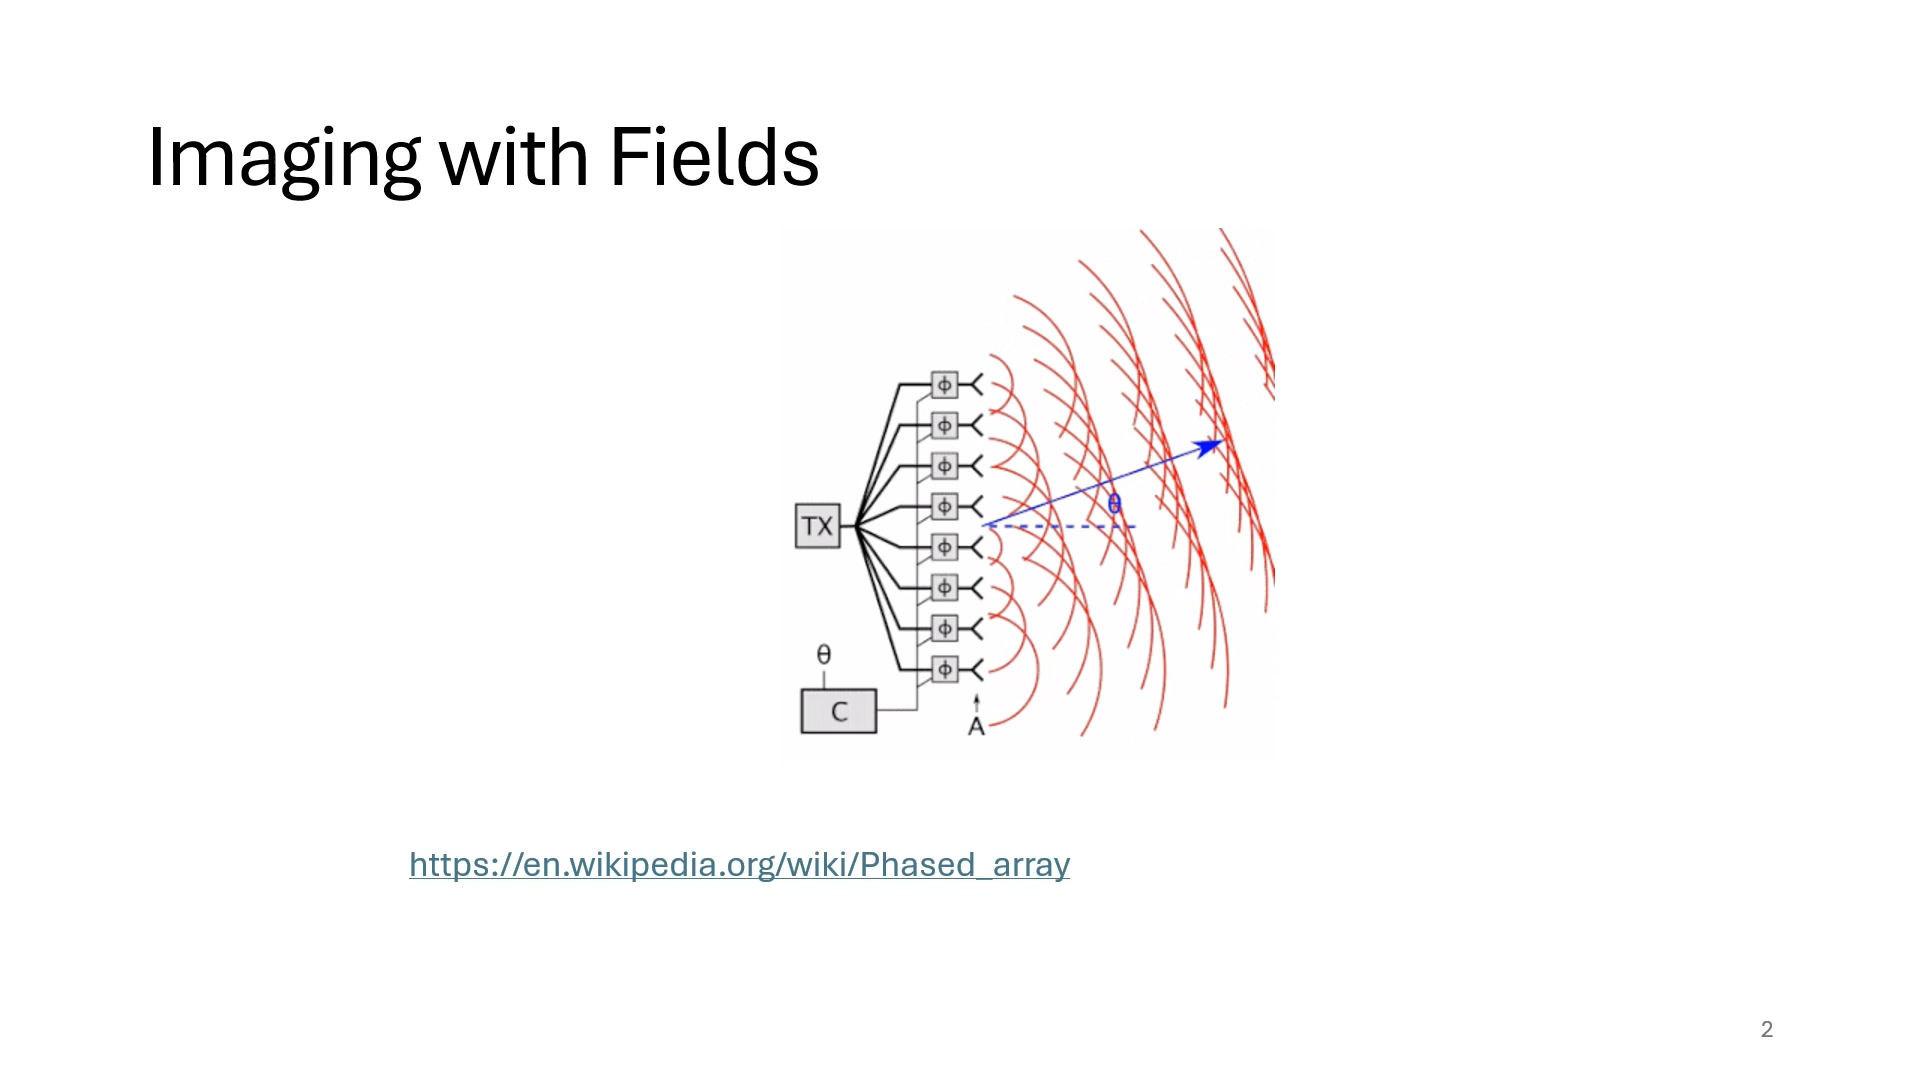 Imaging with Fields
ϕ
ϕ
ϕ
ϕ
θ
TX
ϕ
ϕ
ϕ
θ
ϕ
C
A
https://en.wikipedia.org/wiki/Phased_array
2